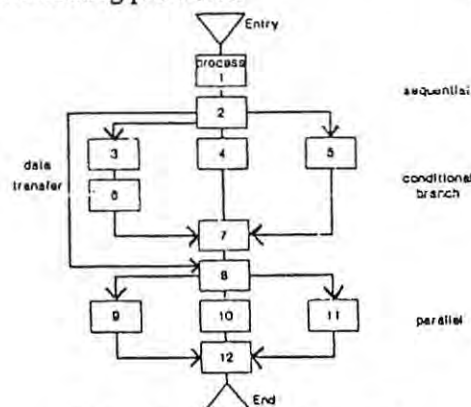 Entry
process
1
sequential
2
3
4
5
data
transfer
6
conditional
branch
7
8
9
10
11
parallel
12
End